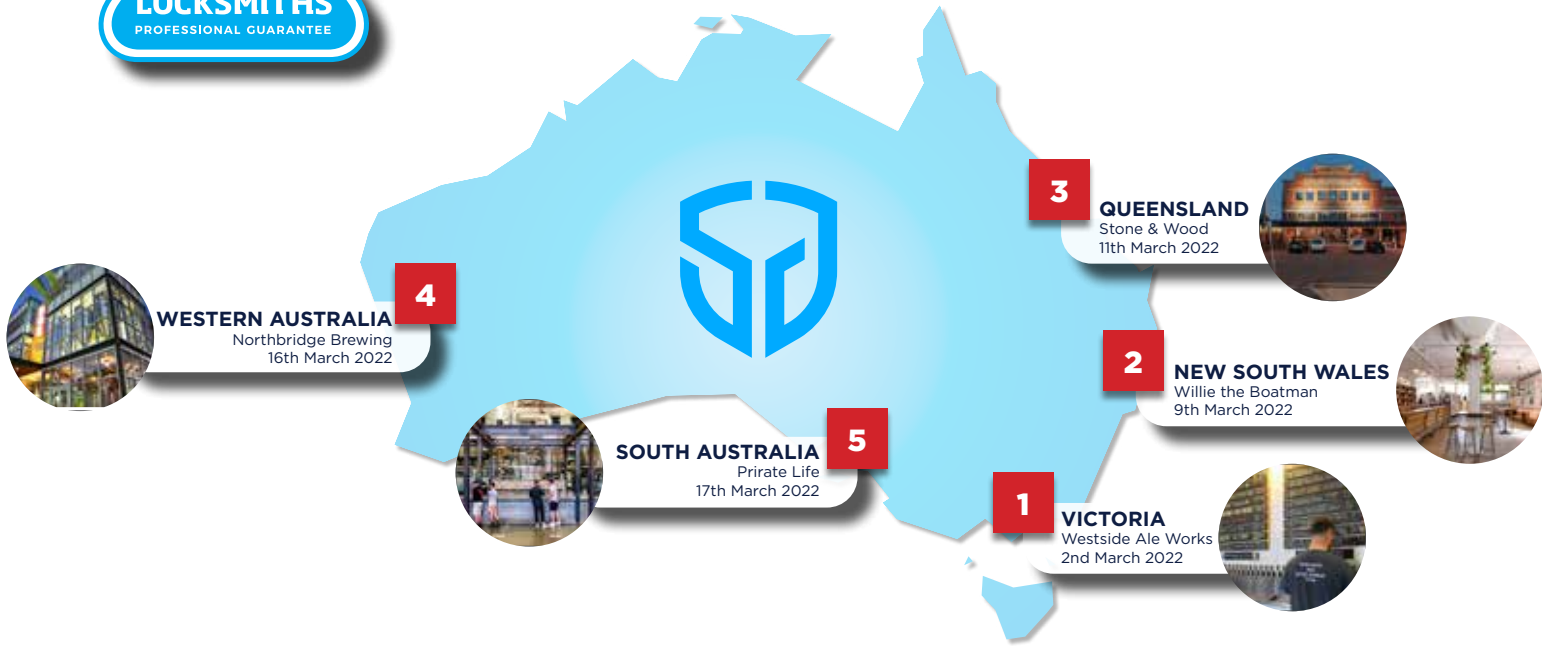 LOCKSMITHS
PROFESSIONAL GUARANTEE
3
QUEENSLAND
Stone & Wood
11th March 2022
4
WESTERN AUSTRALIA
Northbridge Brewing
16th March 2022
2
NEW SOUTH WALES
Willie the Boatman
9th March 2022
5
SOUTH AUSTRALIA
Prirate Life
17th March 2022
1
VICTORIA
Westside Ale Works
2nd March 2022